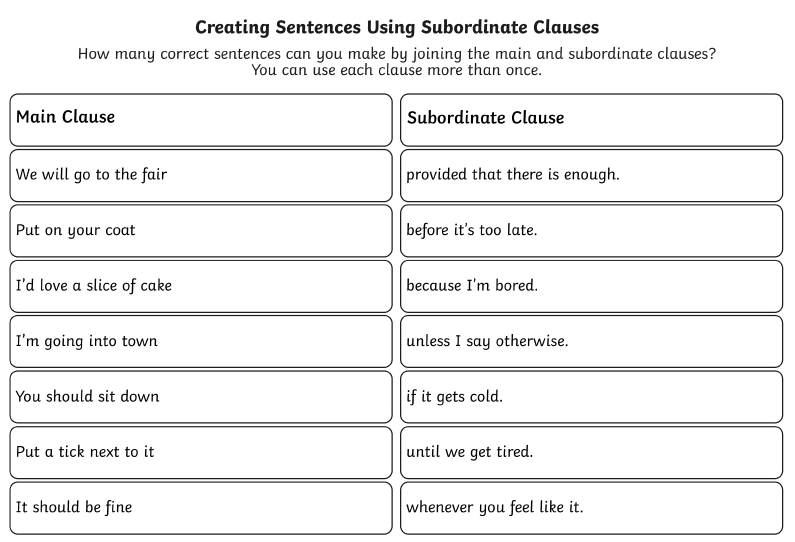 Creating Sentences Using Subordinate Clauses
How many correct sentences can you make by joining the main and subordinate clauses?
You can use each clause more than once.
Main Clause
Subordinate Clause
We will go to the fair
provided that there is enough.
Put on your coat
before it's too late.
I'd love a slice of cake
because I'm bored.
I'm going into town
unless I say otherwise.
You should sit down
if it gets cold.
Put a tick next to it
until we get tired.
It should be fine
whenever you feel like it.